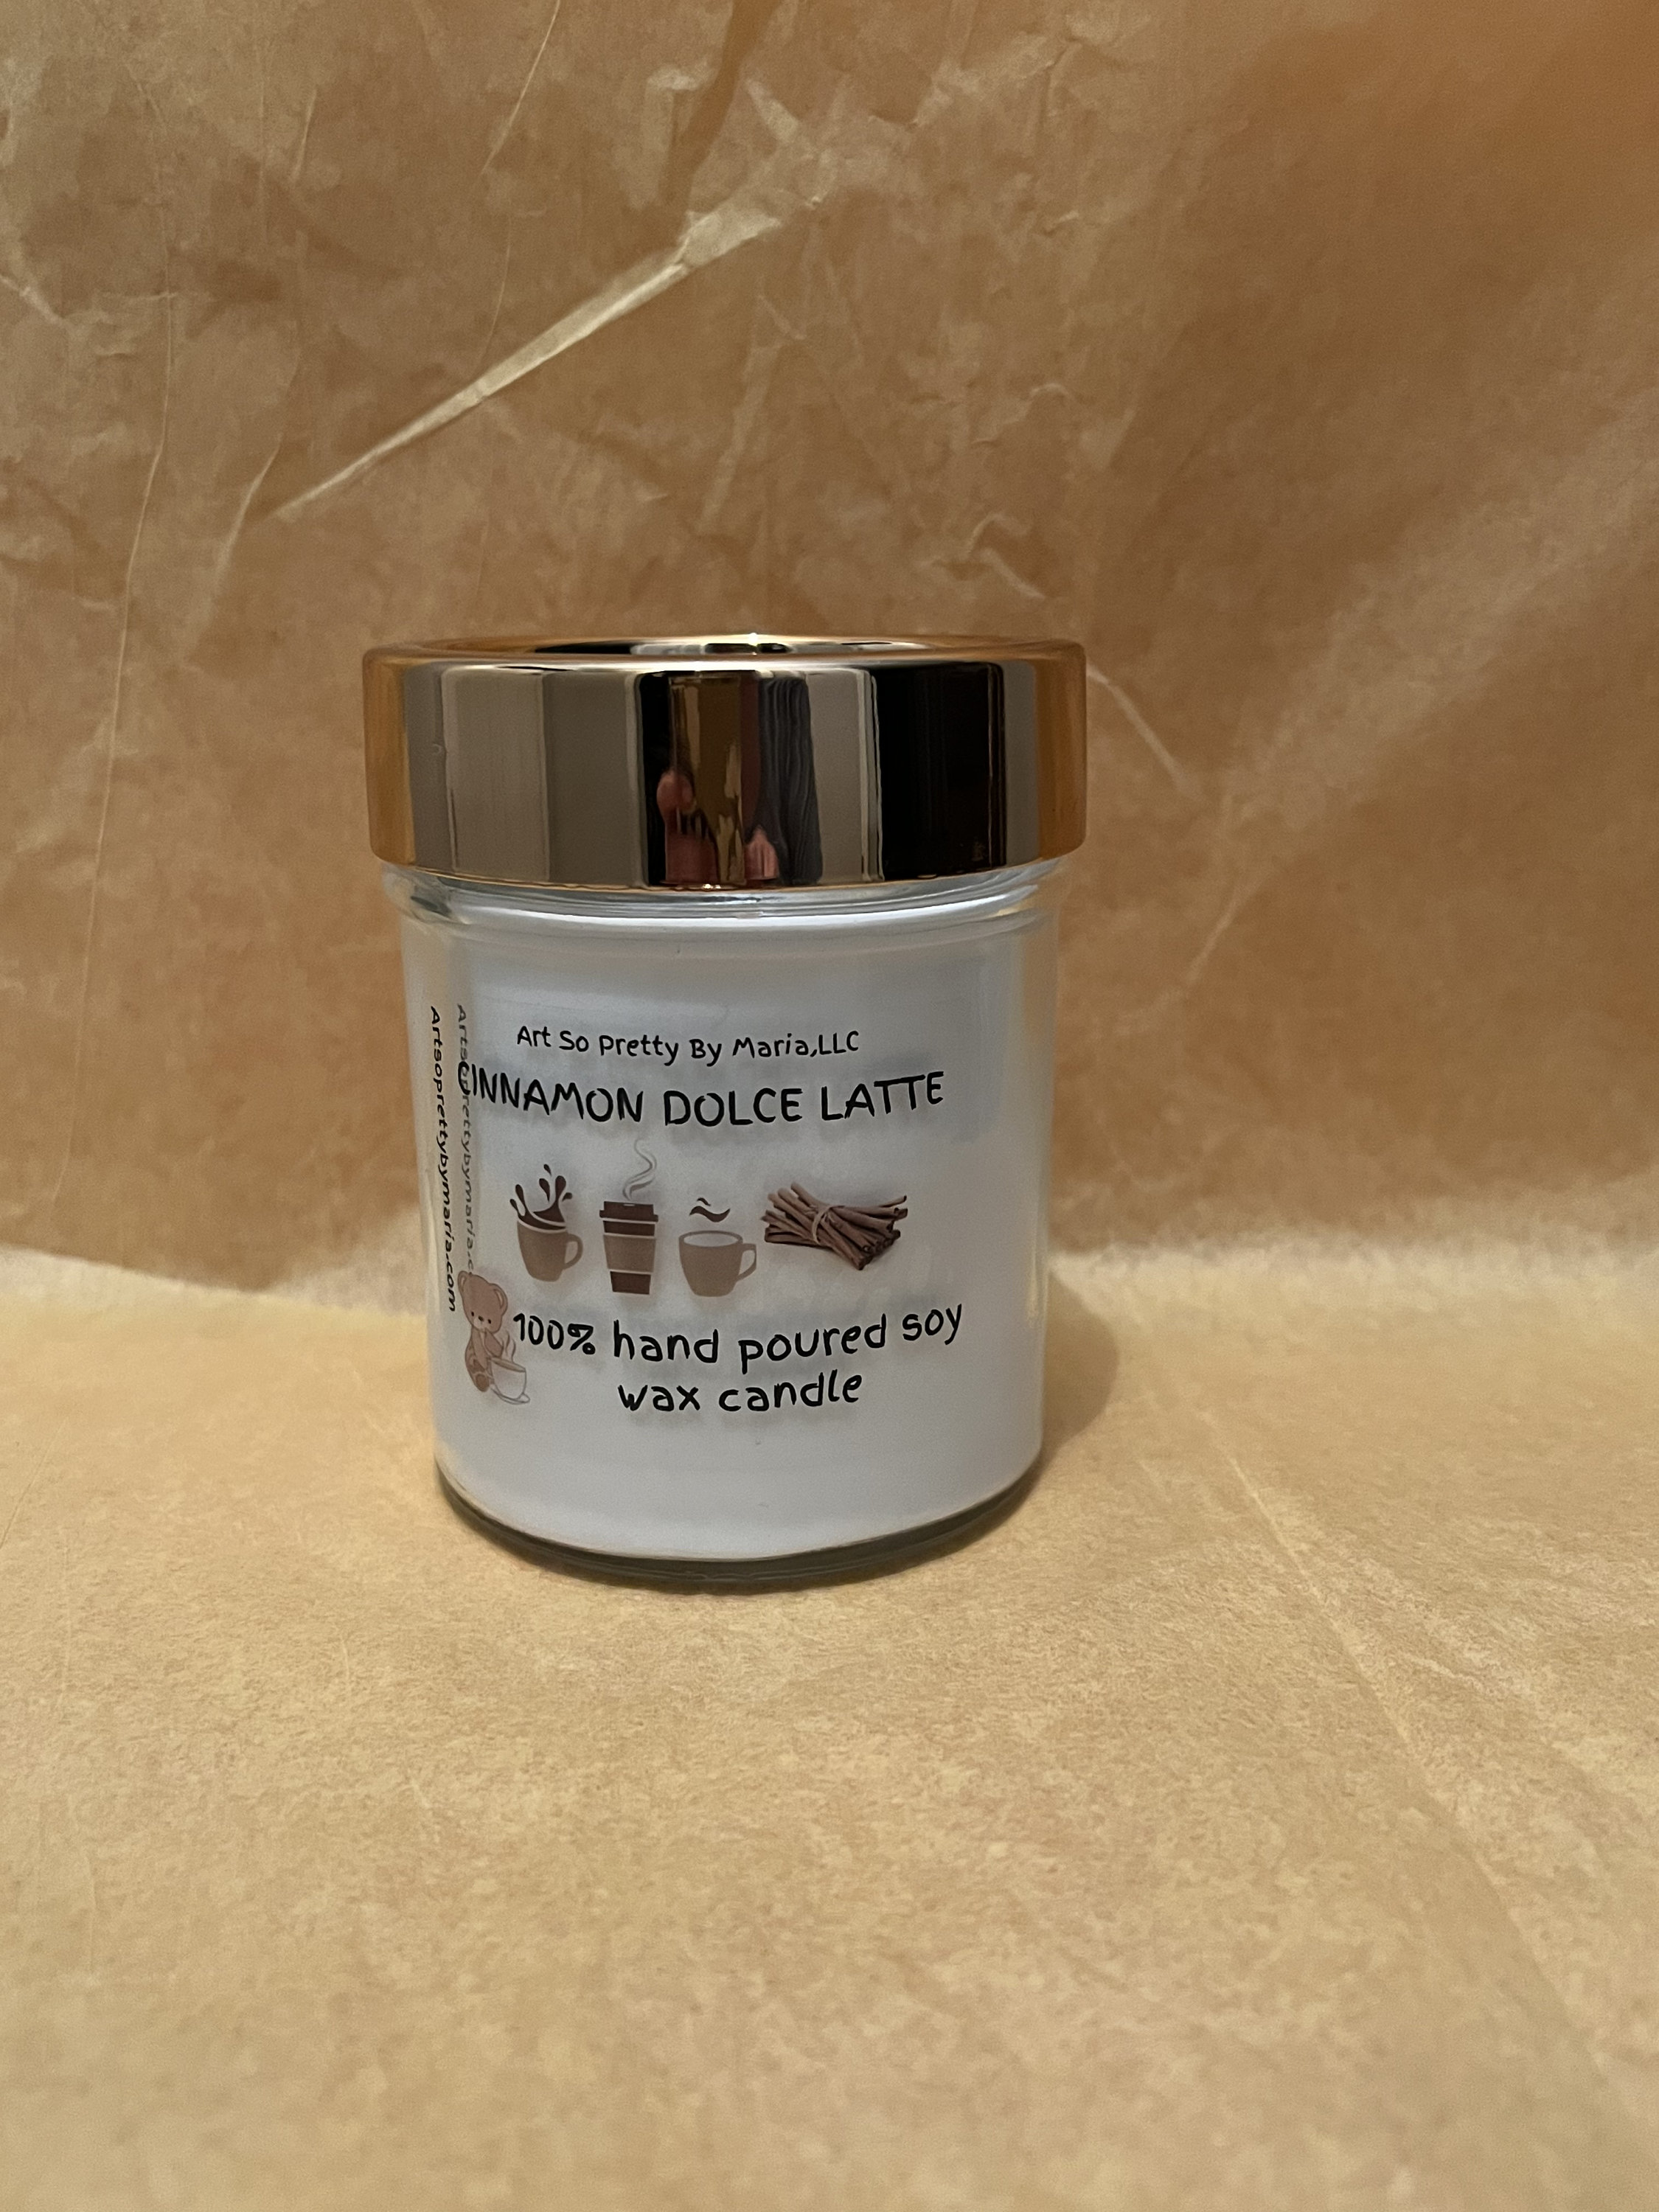 Art So Pretty By Maria,LLC
CINNAMON DOLCE LATTE
100% hand poured soy
wax candle
Artsoprettybymaria.com